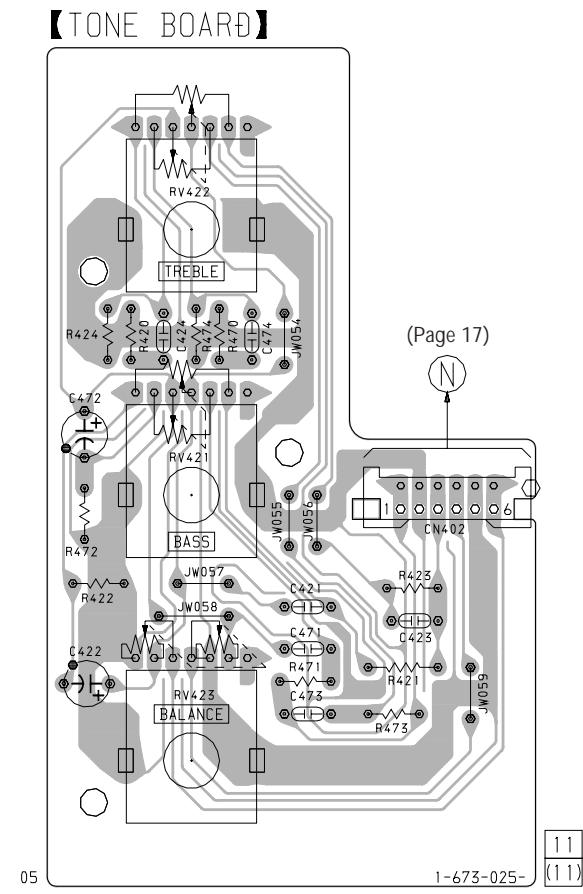 【TONE BOARD】
RV422
TREBLE
R424
R420
C424
R474
R470
C474
JW054
(Page 17)
N
C472
RV421
BASS
R472
JW055
JW056
1
6
CN402
JW057
R422
JW058
C421
R423
C423
C471
R471
R421
C422
RV423
BALANCE
C473
R473
JW059
05
1-673-025-
11
(11)